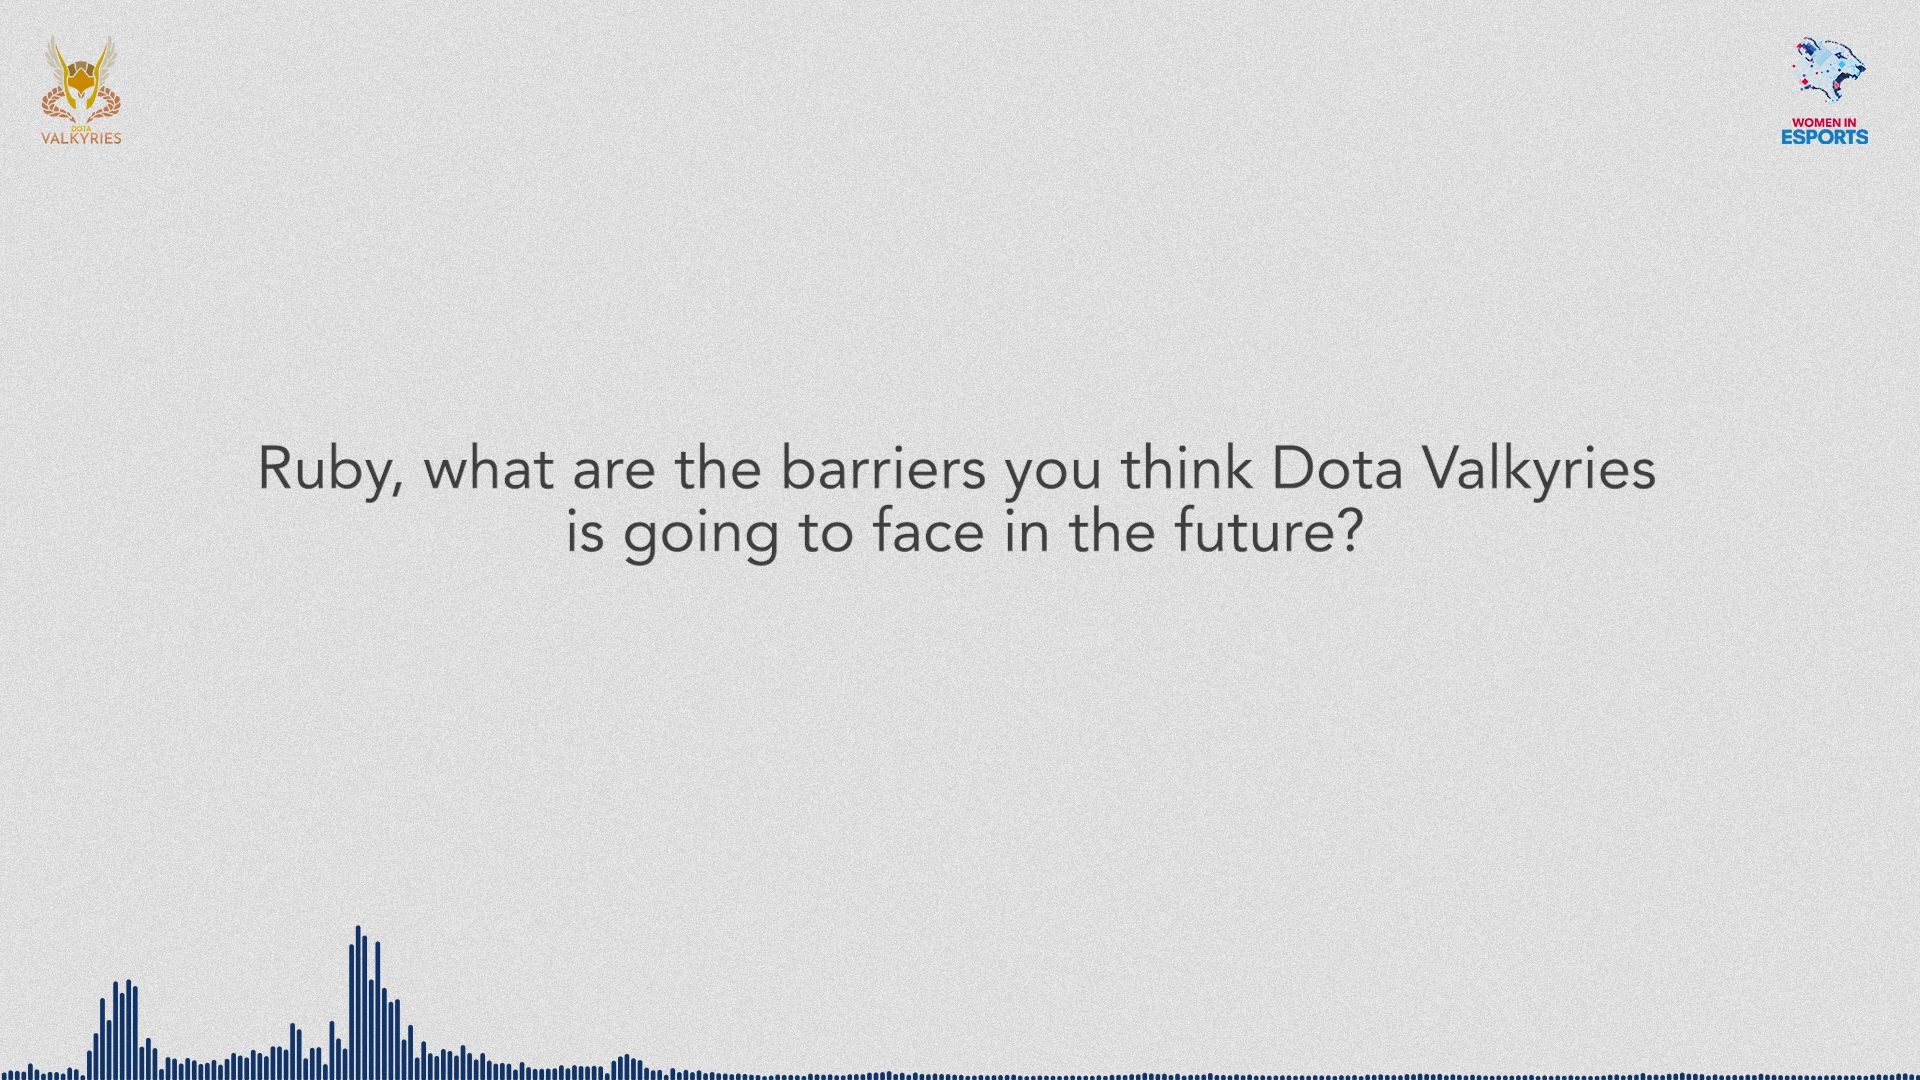 DOTA
VALKYRIES
WOMEN IN
ESPORTS
Ruby, what are the barriers you think Dota Valkyries
is going to face in the future?